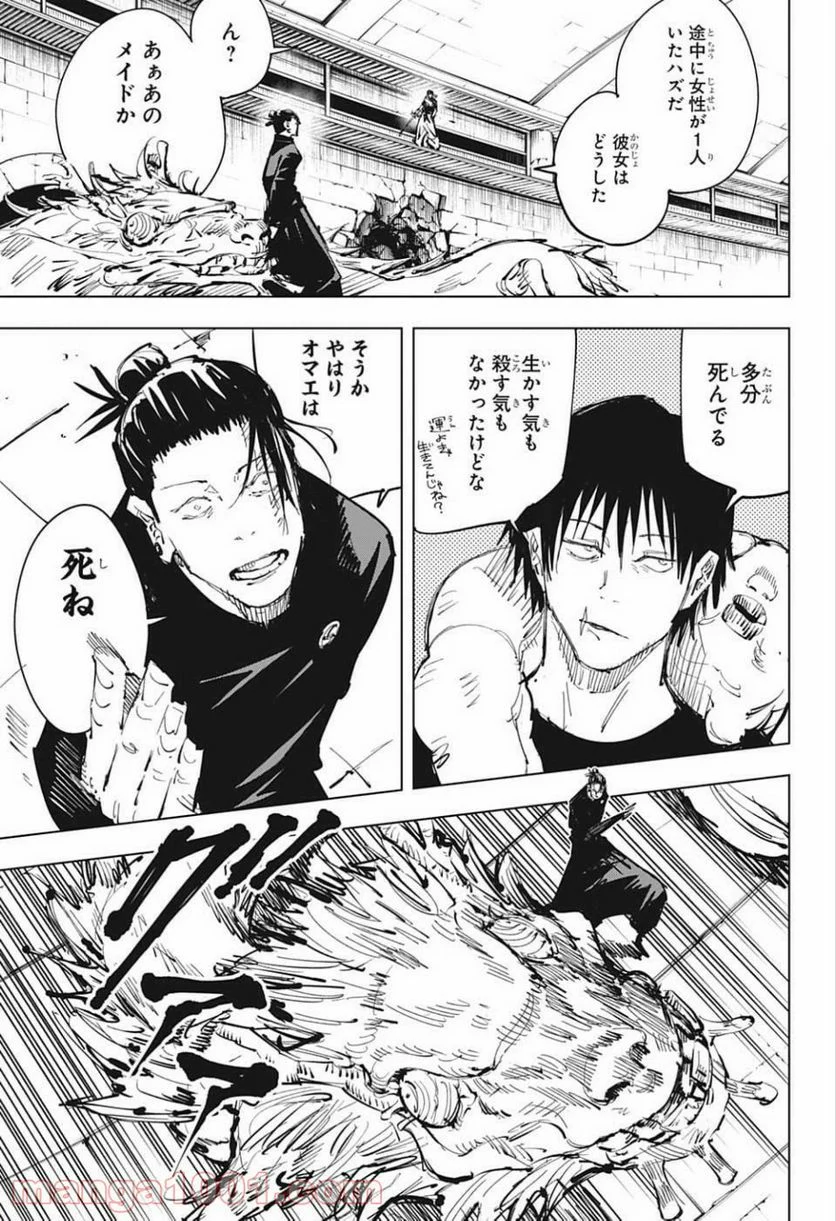 途中に女性が1人
いたハズだ
彼女は
どうした
ん?
あぁあの
メイドか
多分
死んでる
生かす気も
殺す気も
なかったけどな
運よきゃ
生きてんじゃね?
そうか
やはり
オマエは
死ね
グググ
manga1001.com